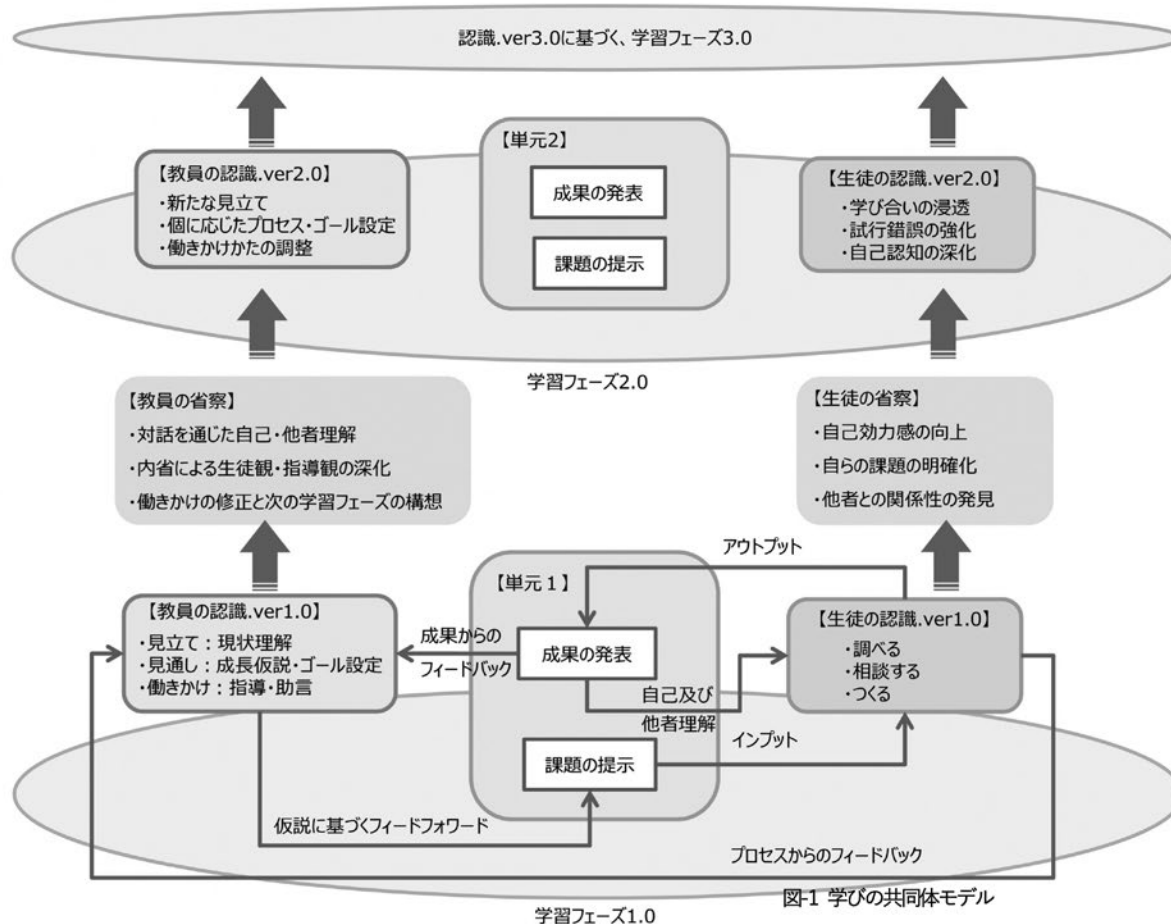 認識.ver3.0に基づく、学習フェーズ3.0
【教員の認識.ver2.0】
・新たな見立て
・個に応じたプロセス・ゴール設定
・働きかけかたの調整
【単元2】
成果の発表
課題の提示
【生徒の認識.ver2.0】
・学び合いの浸透
・試行錯誤の強化
・自己認知の深化
学習フェーズ2.0
【教員の省察】
・対話を通じた自己・他者理解
・内省による生徒観・指導観の深化
・働きかけの修正と次の学習フェーズの構想
【生徒の省察】
・自己効力感の向上
・自らの課題の明確化
・他者との関係性の発見
アウトプット
【教員の認識.ver1.0】
・見立て：現状理解
・見通し：成長仮説・ゴール設定
・働きかけ：指導・助言
成果からの
フィードバック
【単元１】
成果の発表
自己及び
他者理解
課題の提示
インプット
【生徒の認識.ver1.0】
・調べる
・相談する
・つくる
仮説に基づくフィードフォワード
プロセスからのフィードバック
図-1 学びの共同体モデル
学習フェーズ1.0